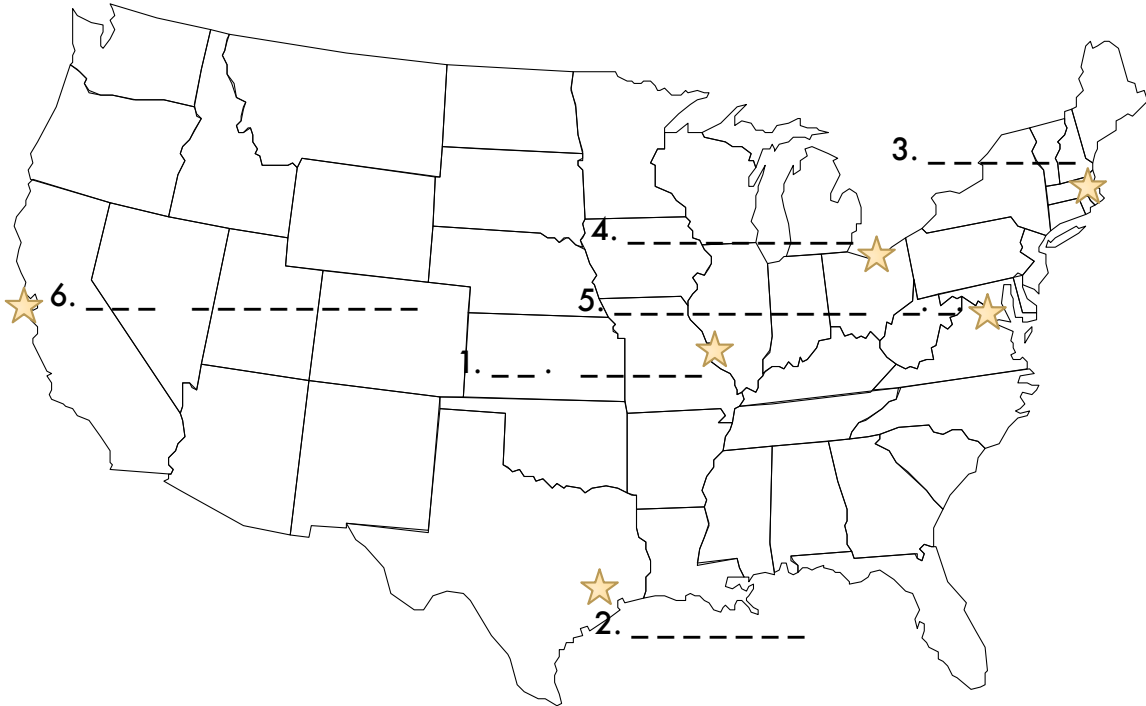 3. _ _ _ _ _ _
4. _ _ _ _ _ _ _ _ _
6. _ _ _ _ _ _ _ _ _ _ _ _
5. _ _ _ _ _ _ _ _ _ _ _. _.
1. _ _. _ _ _ _ _
2. _ _ _ _ _ _ _